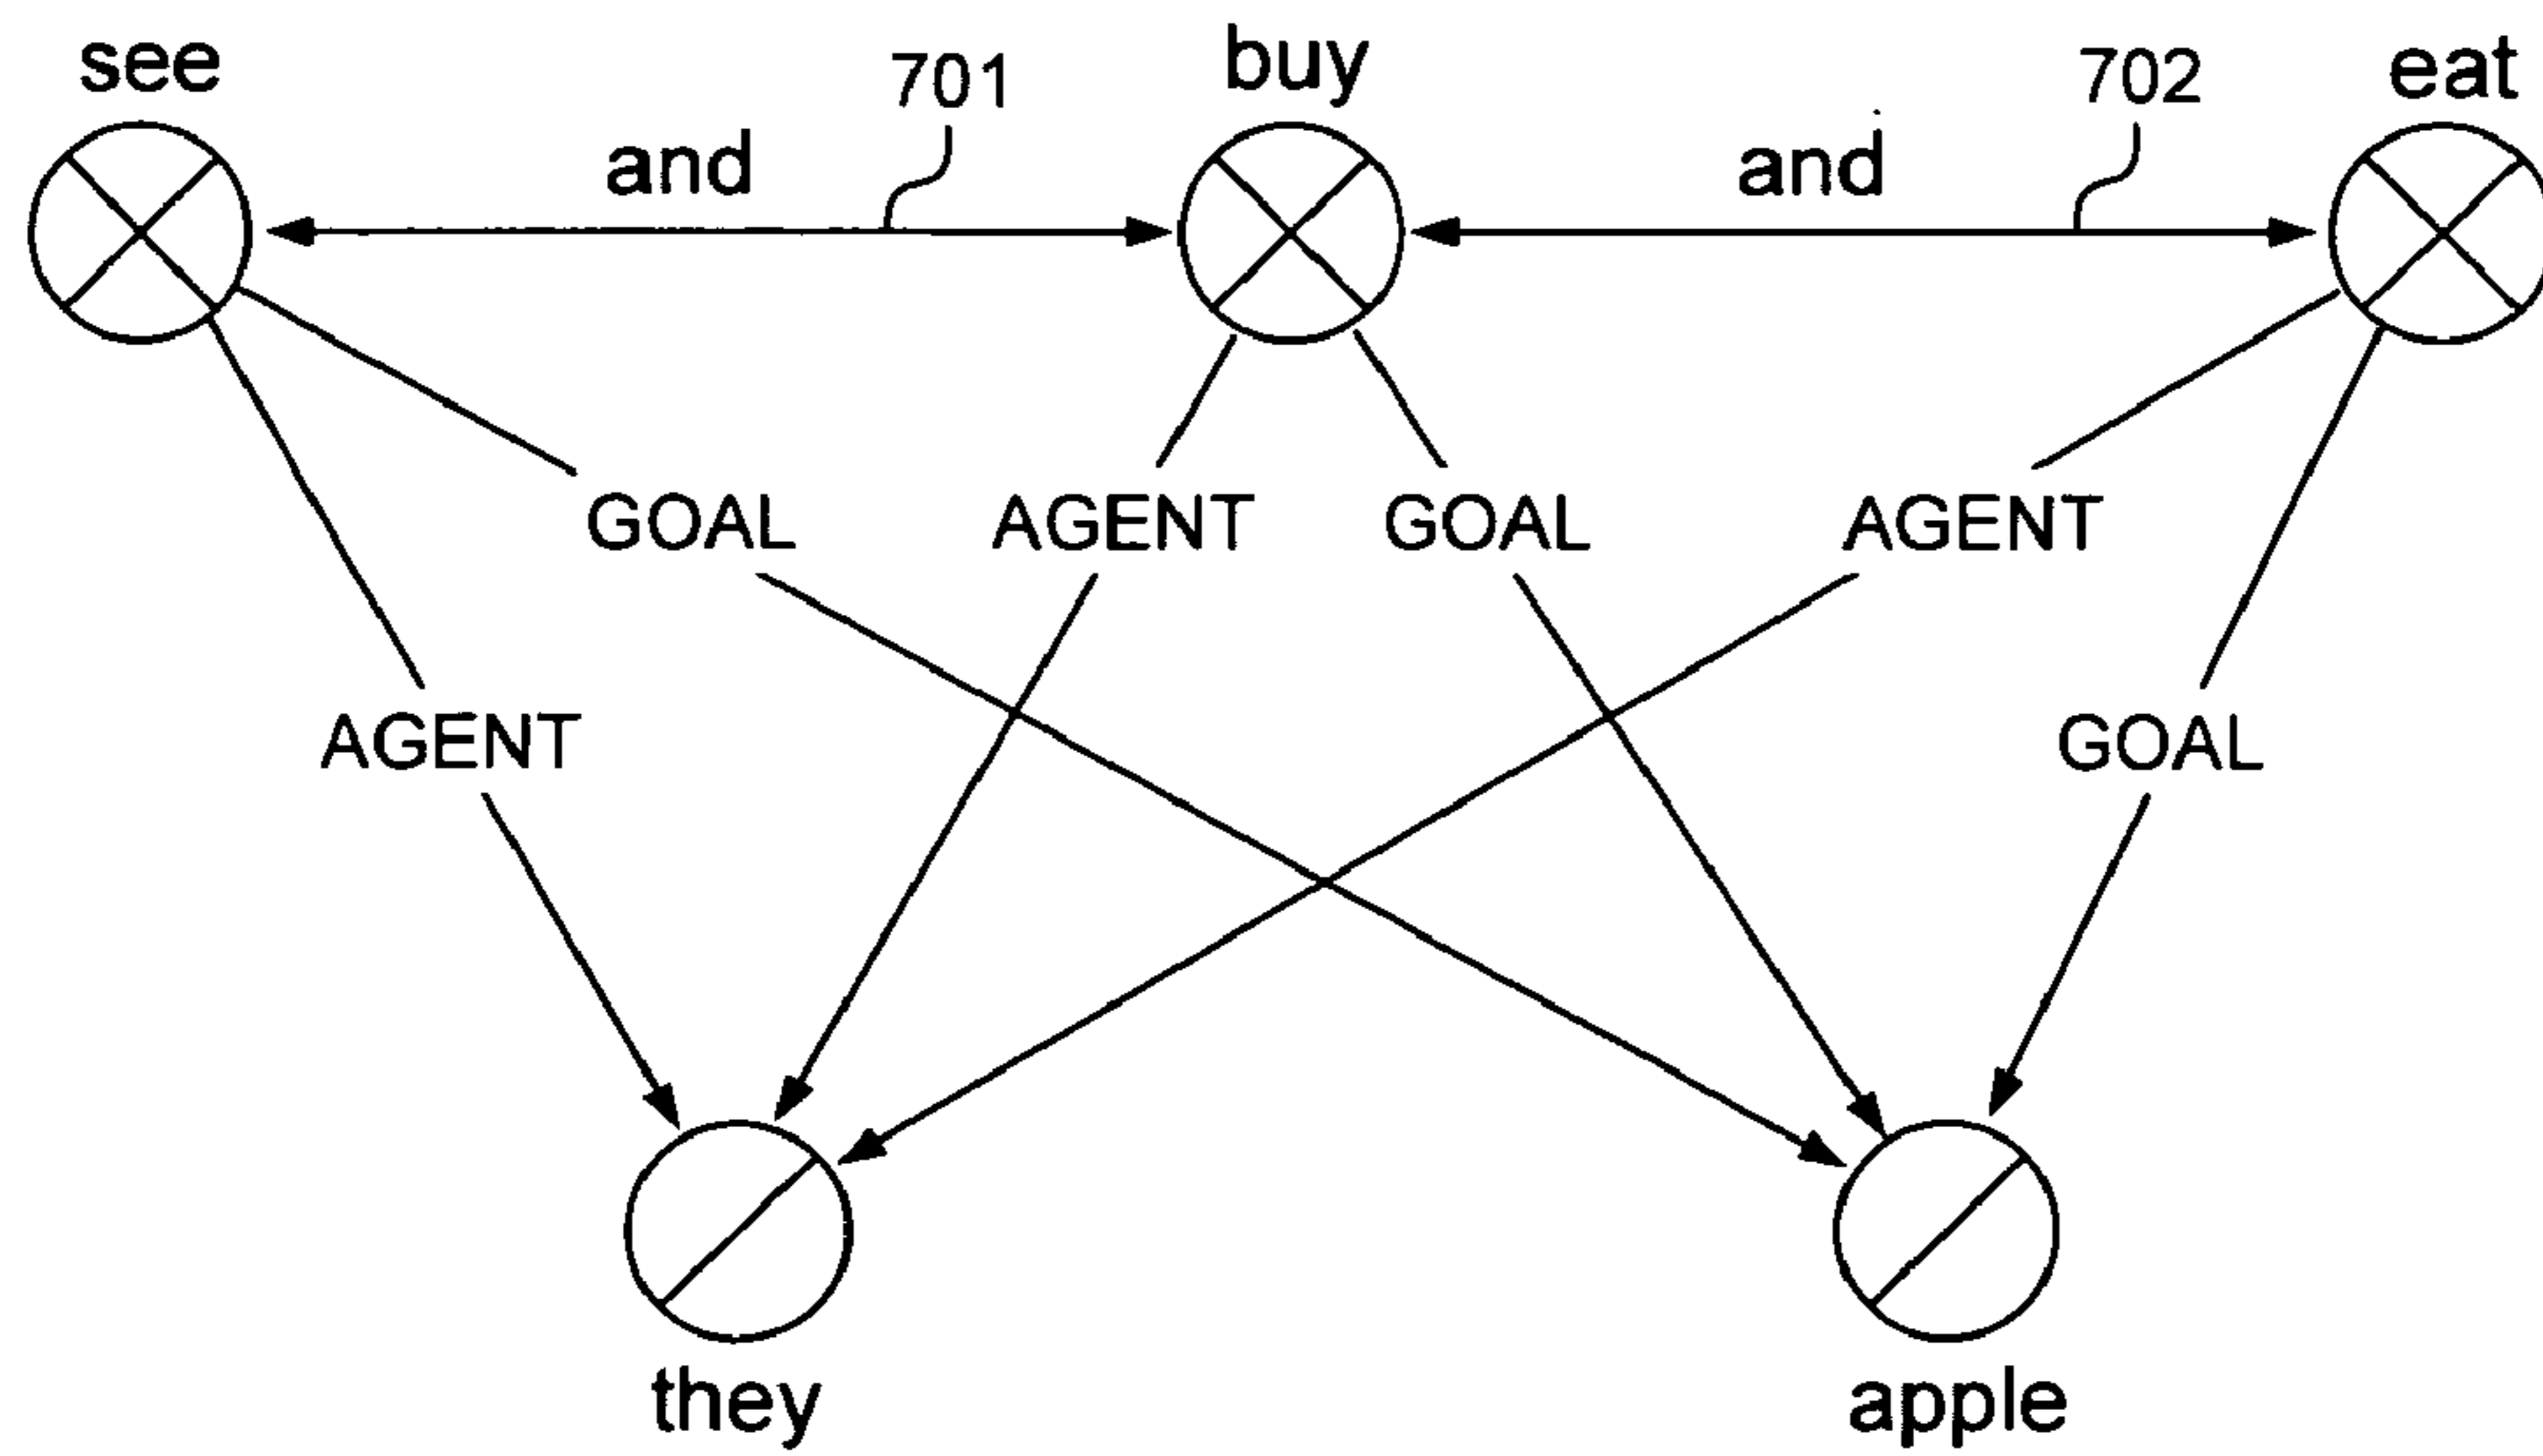 see 701 buy 702 eat
and and
GOAL AGENT GOAL AGENT
AGENT GOAL
they apple